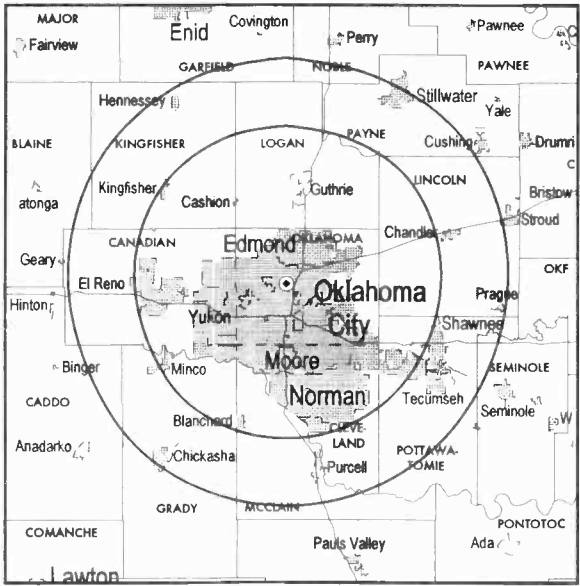 MAJOR
Covington
Pawnee
Enid
Fairview
Perry
GARFIELD
NOBLE
PAWNEE
Hennessey
Stillwater
Yale
BLAINE
KINGFISHER
LOGAN
PAYNE
Cushing
Drumri
Kingfisher
Guthrie
LINCOLN
atonga
Cashion
Bristow
Stroud
CANADIAN
Edmond
OKLAHOMA
Chandler
Geary
OKF
El Reno
Oklahoma
Prague
Hinton
Yukon
City
Shawnee
Binger
Minco
Moore
SEMINOLE
CADDO
Norman
Tecumseh
Seminole
Blanchard
CLEVE-
LAND
W
Anadarko
Chickasha
POTTAWA-
TOMIE
Purcell
GRADY
MCCLAIN
PONTOTOC
COMANCHE
Pauls Valley
Ada
Lawton